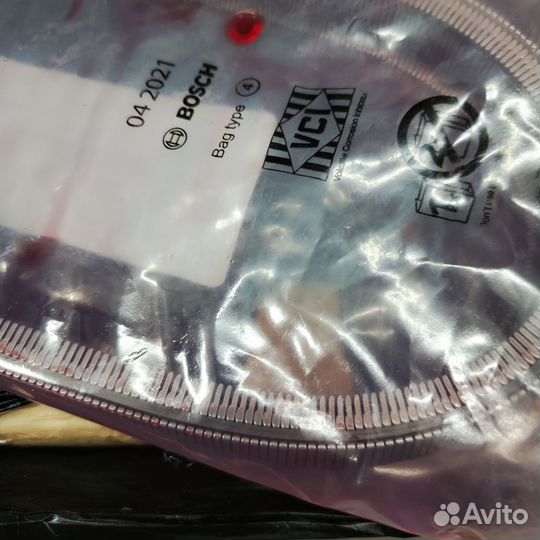 04 2021
BOSCH
Bag type 4
VCI
Volatile Corrosion Inhibitor
Avito